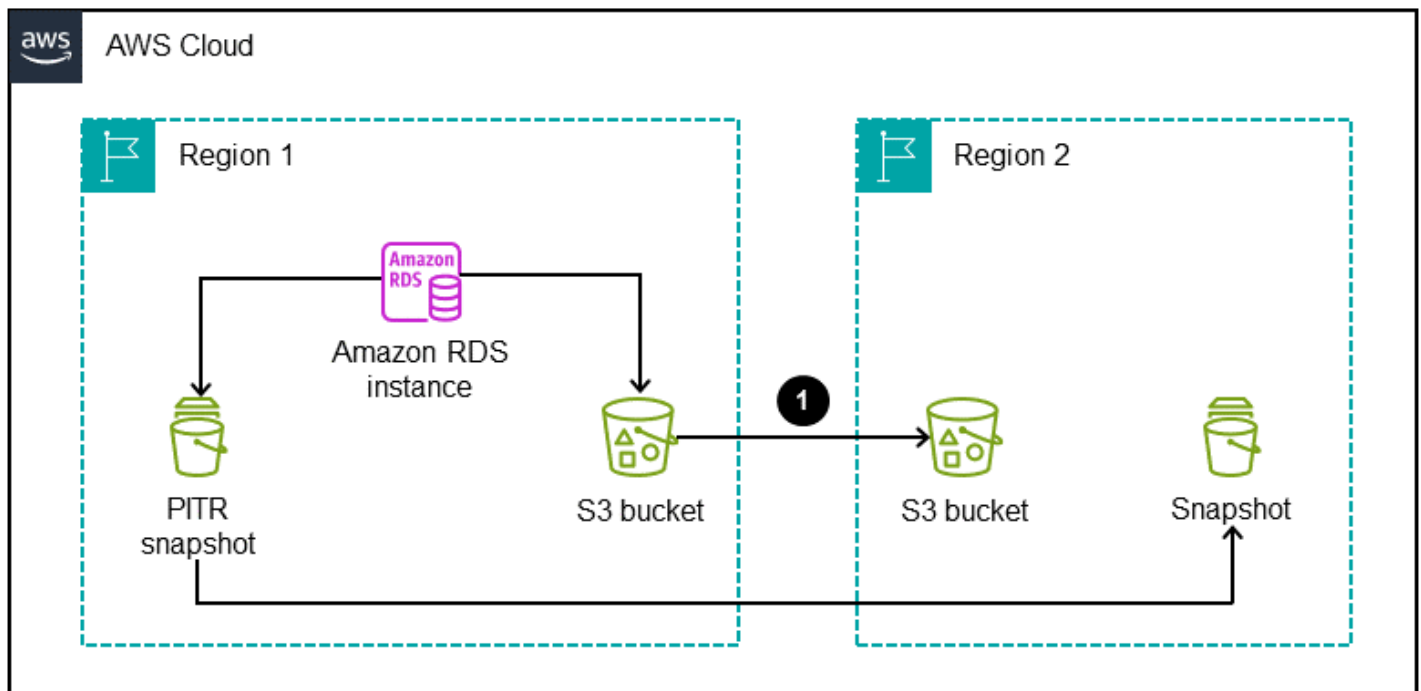 aws
AWS Cloud
Region 1
Region 2
Amazon
RDS
Amazon RDS
instance
1
PITR
snapshot
S3 bucket
S3 bucket
Snapshot